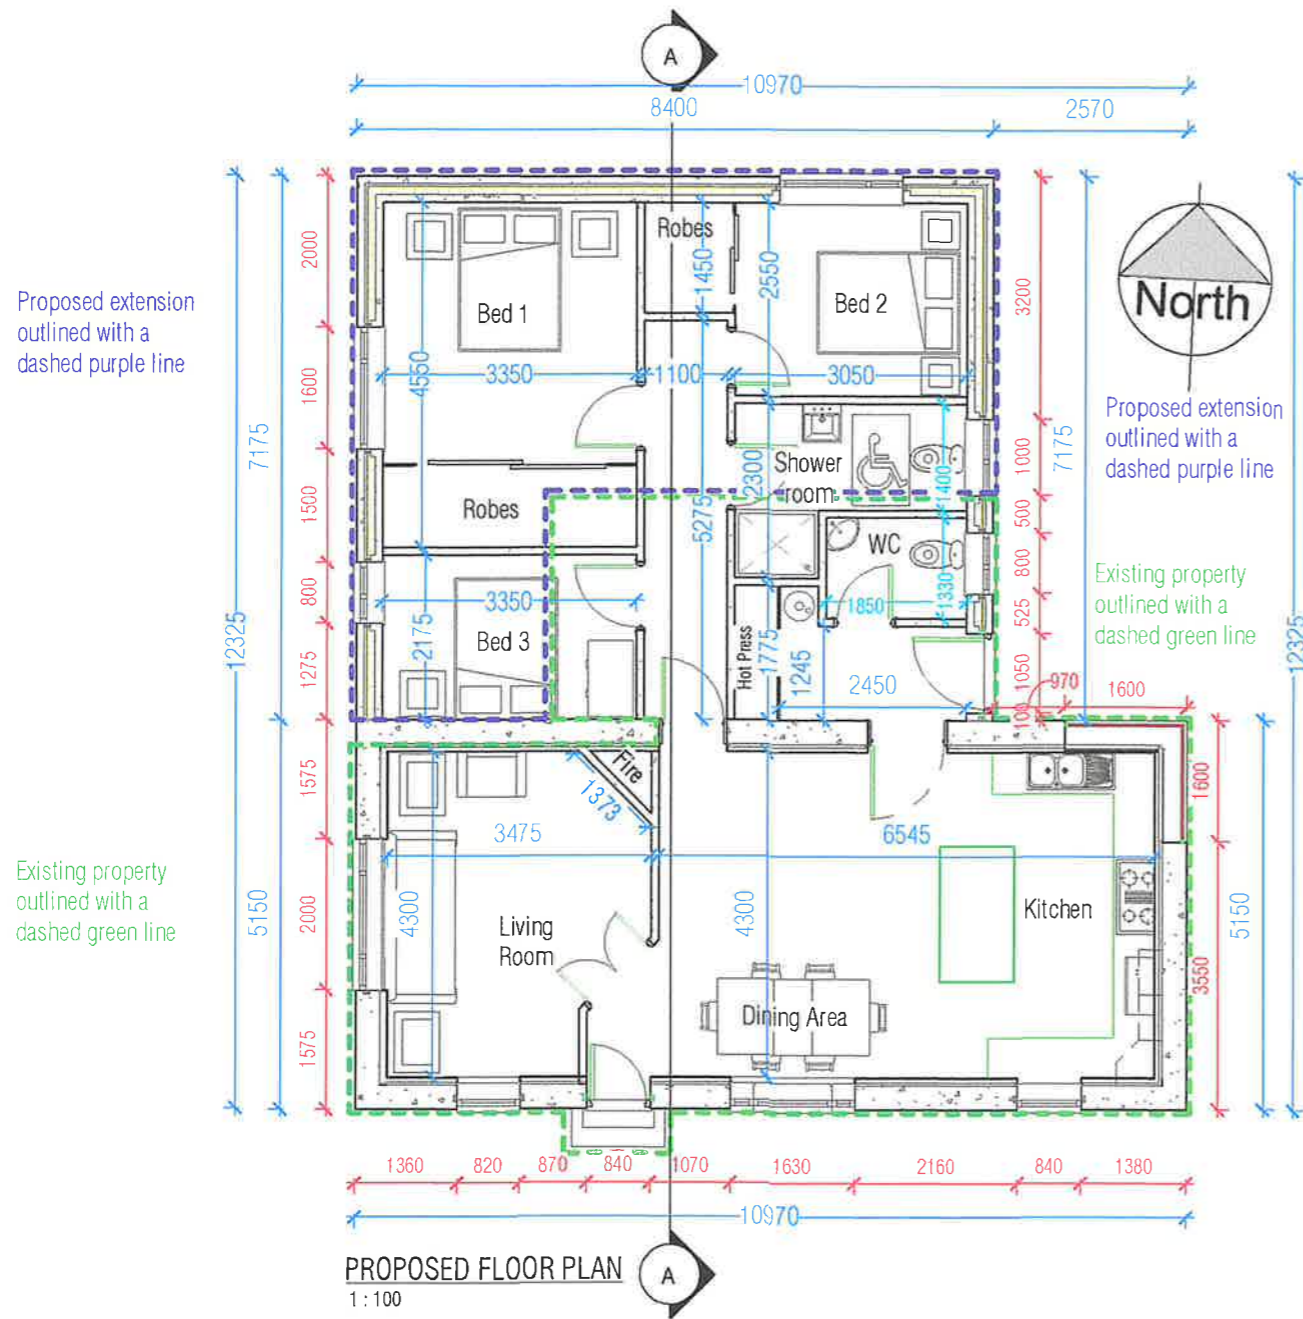 A
10970
8400
2570
Proposed extension
outlined with a
dashed purple line
North
Proposed extension
outlined with a
dashed purple line
Existing property
outlined with a
dashed green line
Existing property
outlined with a
dashed green line
12325
7175
5150
2000
1600
1500
800
1275
1575
2000
1575
Bed 1
4550
3350
1100
Robes
1450
2550
Bed 2
3050
Robes
5275
2300
Shower
room
1400
WC
1330
1850
Bed 3
3350
2175
Hot Press
1775
1245
2450
3200
1000
500
800
525
1050
100
970
1600
7175
12325
1600
3550
5150
Fire
1373
3475
4300
Living
Room
6545
4300
Kitchen
Dining Area
1360
820
870
840
1070
1630
2160
840
1380
10970
PROPOSED FLOOR PLAN
1 : 100
A